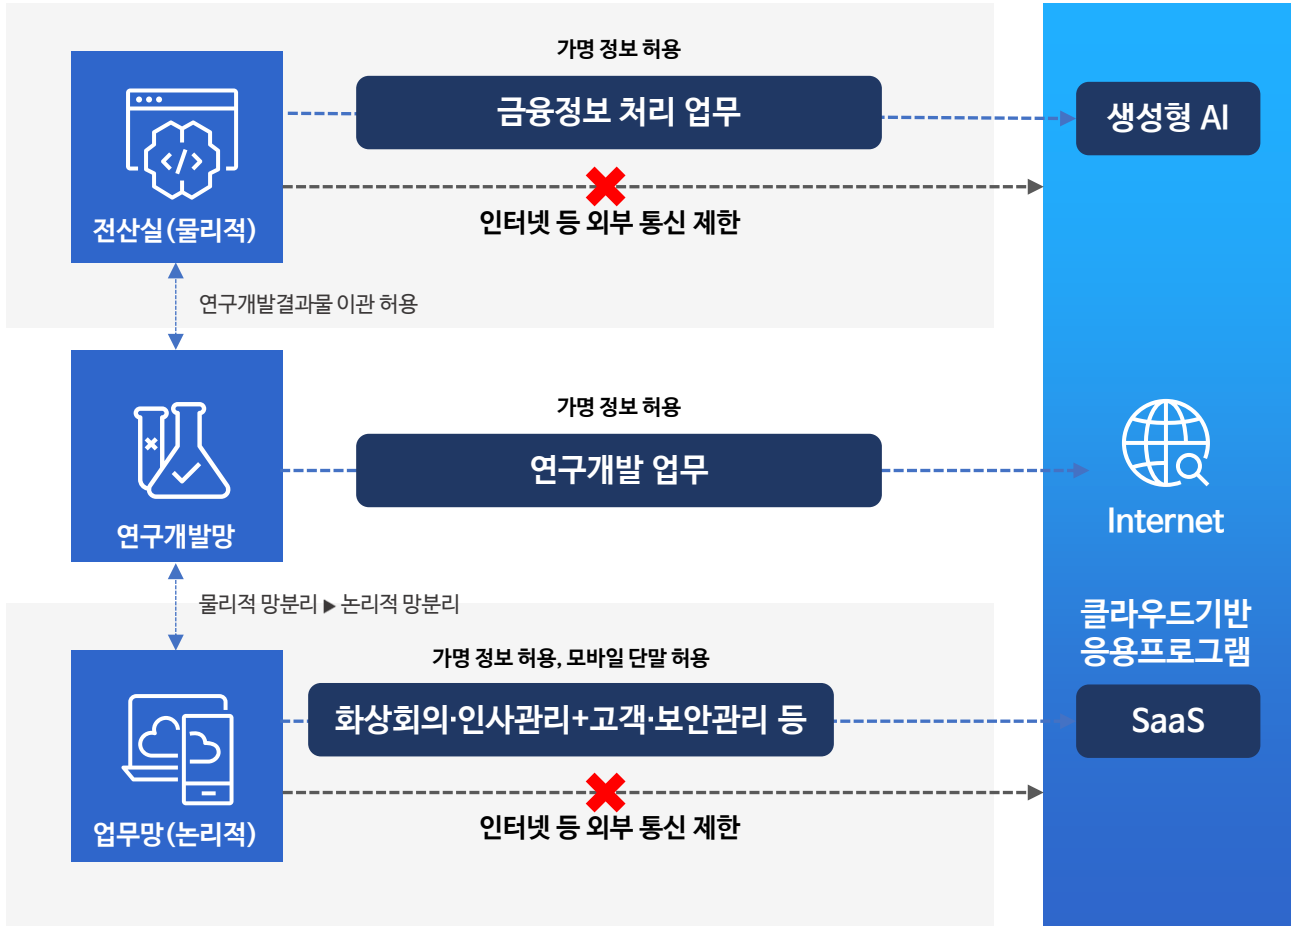 가명 정보 허용
금융정보 처리 업무
생성형 AI
전산실(물리적)
인터넷 등 외부 통신 제한
연구개발결과물 이관 허용
가명 정보 허용
연구개발 업무
연구개발망
Internet
물리적 망분리 ▶ 논리적 망분리
클라우드기반
응용프로그램
가명 정보 허용, 모바일 단말 허용
화상회의·인사관리+고객·보안관리 등
SaaS
업무망(논리적)
인터넷 등 외부 통신 제한